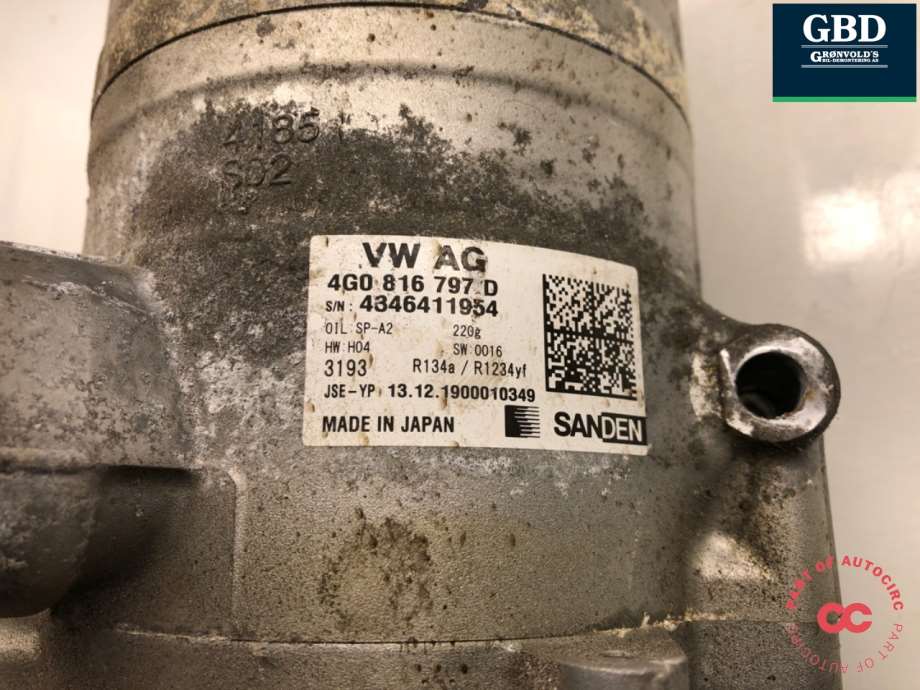 GBD
GRØNVOLD'S
BIL-DEMONTERING AS
4185
SD2
VW AG
4G0 816 797 D
S/N: 4346411954
OIL:SP-A2 220g
HW:H04 SW:0016
3193 R134a / R1234yf
JSE-YP 13.12.1900010349
MADE IN JAPAN SANDEN
PART OF AUTOCIRC
PART OF AUTOCIRC